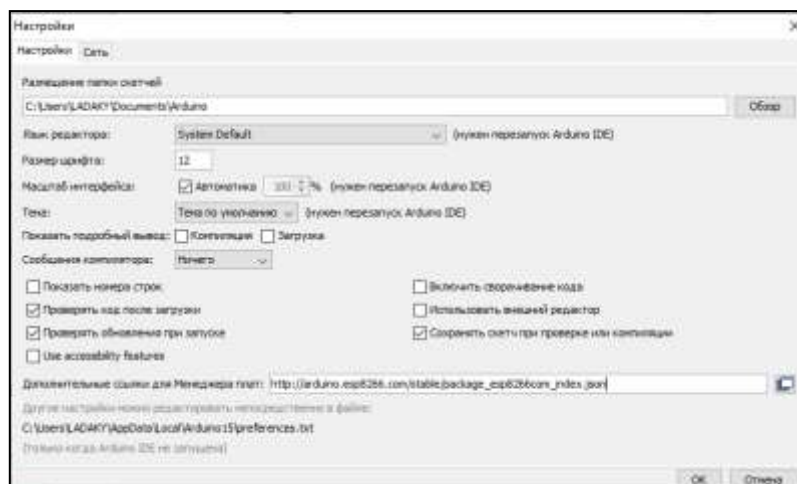 Настройки
Настройки Сеть
Размещение папки скетчей
C:\Users\LADAKY\Documents\Arduino Обзор
Язык редактора: System Default (нужен перезапуск Arduino IDE)
Размер шрифта: 12
Масштаб интерфейса: Автоматика 100 % (нужен перезапуск Arduino IDE)
Тема: Тема по умолчанию (нужен перезапуск Arduino IDE)
Показать подробный вывод: Компиляция Загрузка
Сообщения компилятора: Ничего
Показать номера строк Включить сворачивание кода
Проверять код после загрузки Использовать внешний редактор
Проверять обновления при запуске Сохранять скетч при проверке или компиляции
Use accessibility features
Дополнительные ссылки для Менеджера плат: http://arduino.esp8266.com/stable/package_esp8266com_index.json
Другие настройки можно редактировать непосредственно в файле:
C:\Users\LADAKY\AppData\Local\Arduino15\preferences.txt
(только когда Arduino IDE не запущена)
OK Отмена